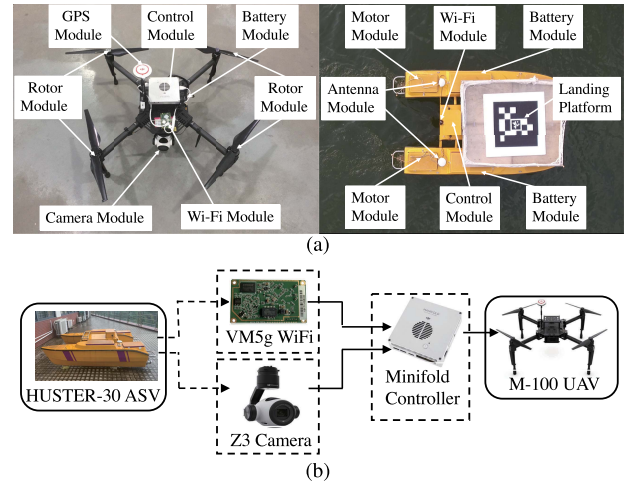 GPS
Module
Control
Module
Battery
Module
Rotor
Module
Rotor
Module
Camera Module
Wi-Fi Module
Motor
Module
Wi-Fi
Module
Battery
Module
Antenna
Module
Landing
Platform
Motor
Module
Control
Module
Battery
Module
(a)
HUSTER-30 ASV
VM5g WiFi
Z3 Camera
Minifold
Controller
M-100 UAV
(b)